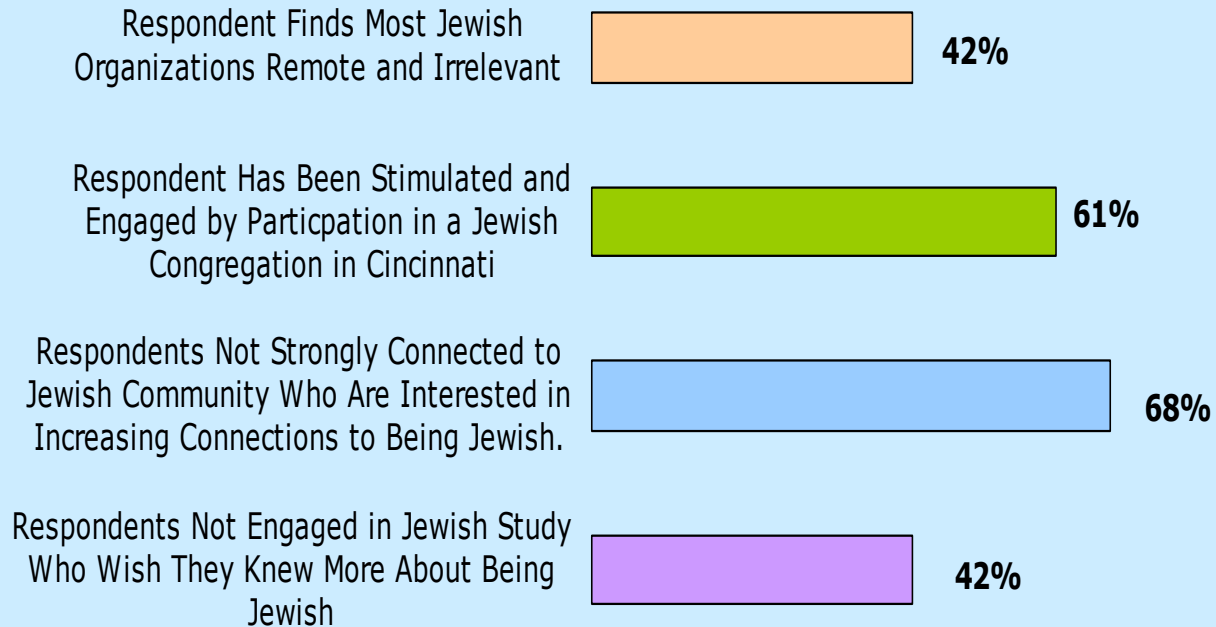 Respondent Finds Most Jewish
Organizations Remote and Irrelevant
42%
Respondent Has Been Stimulated and
Engaged by Particpation in a Jewish
Congregation in Cincinnati
61%
Respondents Not Strongly Connected to
Jewish Community Who Are Interested in
Increasing Connections to Being Jewish.
68%
Respondents Not Engaged in Jewish Study
Who Wish They Knew More About Being
Jewish
42%